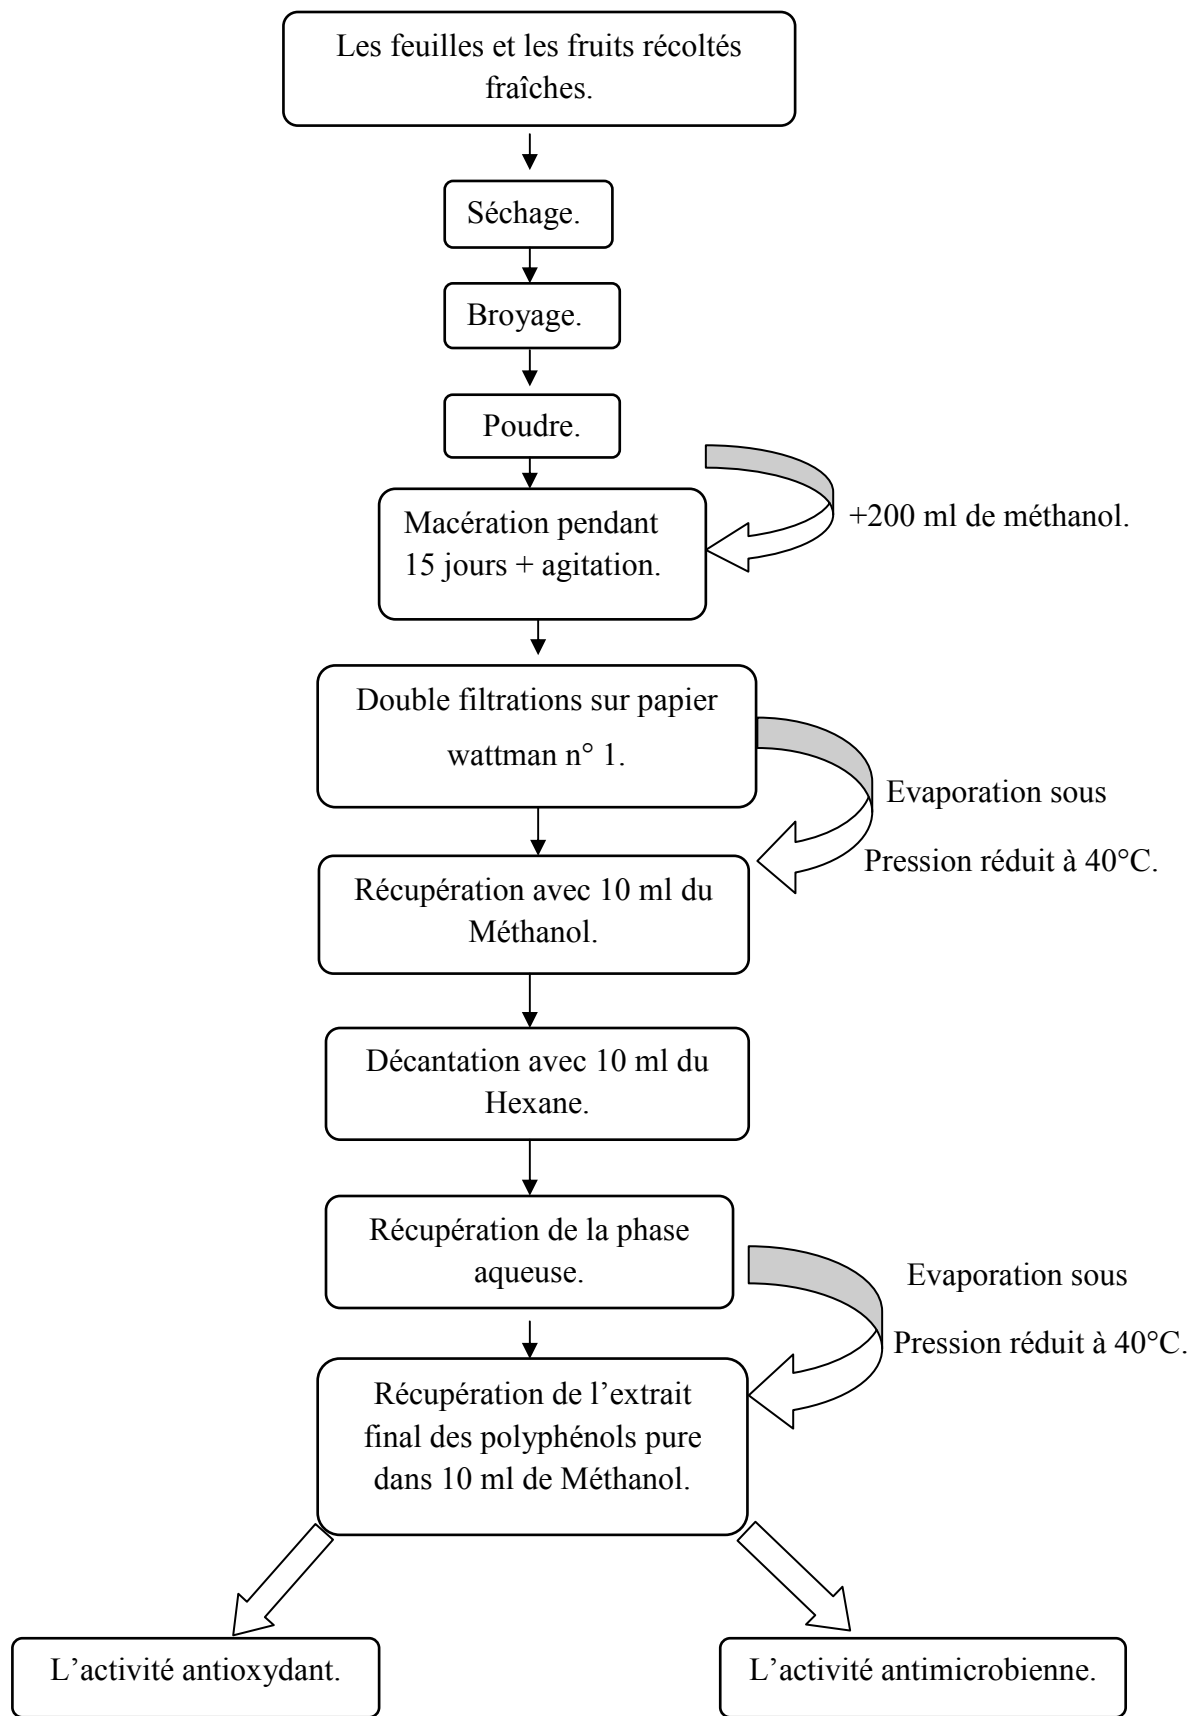 Les feuilles et les fruits récoltés
fraîches.
Séchage.
Broyage.
Poudre.
Macération pendant
15 jours + agitation.
+200 ml de méthanol.
Double filtrations sur papier
wattman n° 1.
Evaporation sous
Pression réduit à 40°C.
Récupération avec 10 ml du
Méthanol.
Décantation avec 10 ml du
Hexane.
Récupération de la phase
aqueuse.
Evaporation sous
Pression réduit à 40°C.
Récupération de l’extrait
final des polyphénols pure
dans 10 ml de Méthanol.
L’activité antioxydant.
L’activité antimicrobienne.